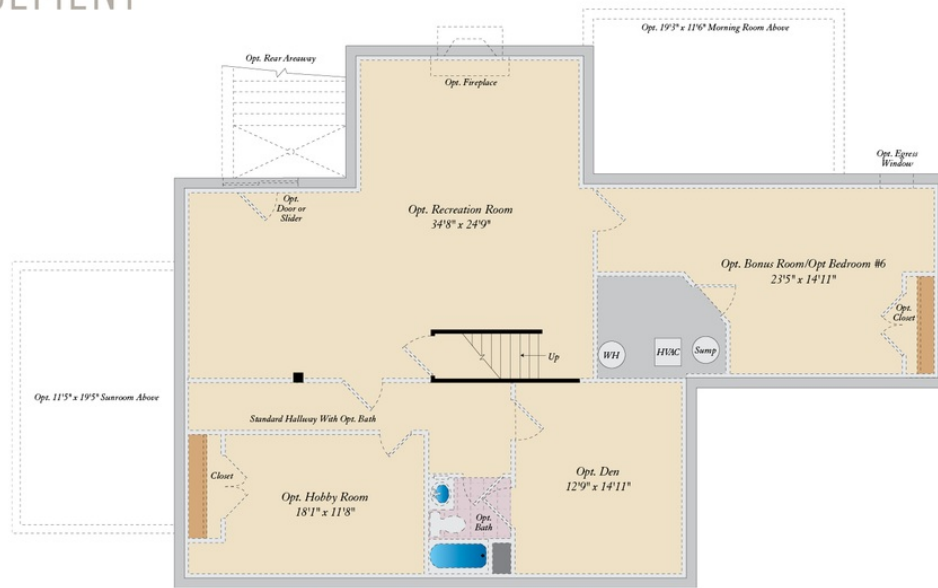 Opt. 19'3" x 11'6" Morning Room Above
Opt. Rear Areaway
Opt. Fireplace
Opt. Egress
Window
Opt.
Door or
Slider
Opt. Recreation Room
34'8" x 24'9"
Opt. Bonus Room/Opt Bedroom #6
23'5" x 14'11"
Opt.
Closet
WH
HVAC
Sump
Up
Opt. 11'5" x 19'5" Sunroom Above
Standard Hallway With Opt. Bath
Closet
Opt. Hobby Room
18'1" x 11'8"
Opt. Den
12'9" x 14'11"
Opt.
Bath